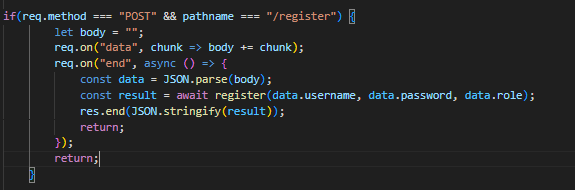 if(req.method === "POST" && pathname === "/register") {
let body = "";
req.on("data", chunk => body += chunk);
req.on("end", async () => {
const data = JSON.parse(body);
const result = await register(data.username, data.password, data.role);
res.end(JSON.stringify(result));
return;
});
return;
}